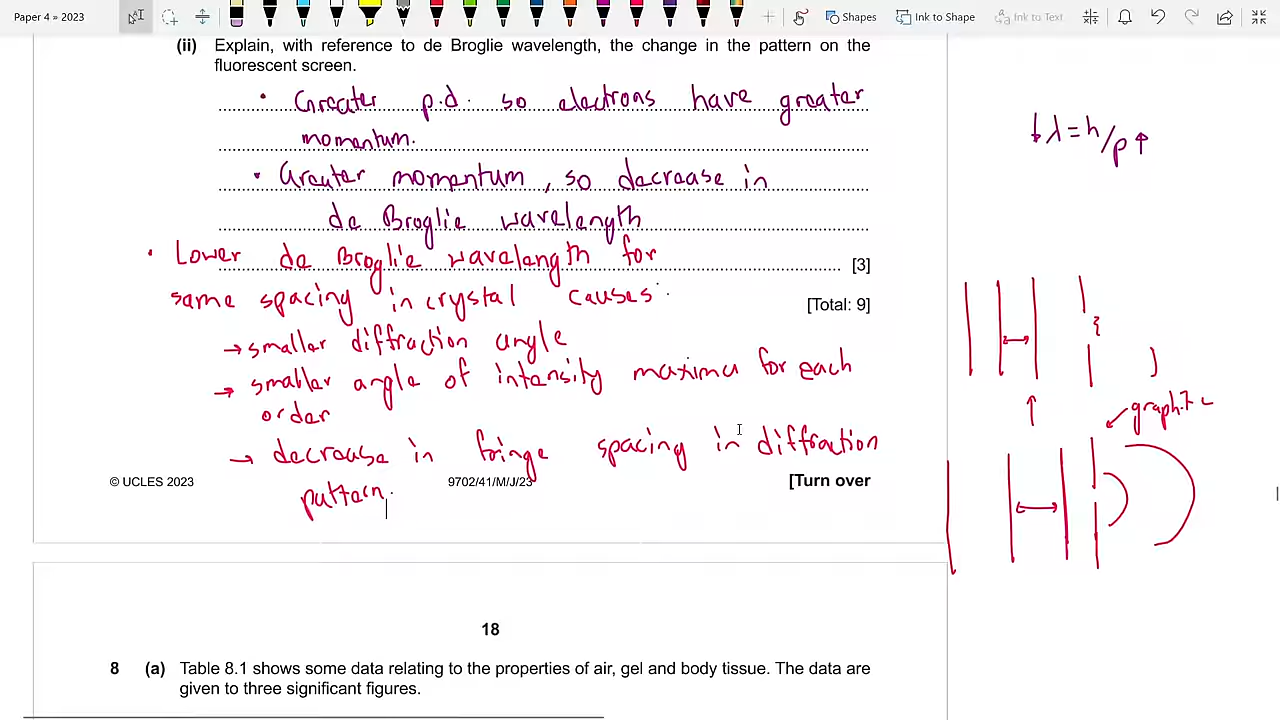 Paper 4 » 2023
Shapes
Ink to Shape
Ink to Text
(ii) Explain, with reference to de Broglie wavelength, the change in the pattern on the
fluorescent screen.
• Greater p.d. so electrons have greater
momentum.
• Greater momentum, so decrease in
de Broglie wavelength
• Lower de Broglie wavelength for
[3]
same spacing in crystal causes
[Total: 9]
→ smaller diffraction angle
→ smaller angle of intensity maxima for each
order
→ decrease in fringe spacing in diffraction
pattern.
↓ λ = h/p ↑
graphite
© UCLES 2023
9702/41/M/J/23
[Turn over
18
8 (a) Table 8.1 shows some data relating to the properties of air, gel and body tissue. The data are
given to three significant figures.